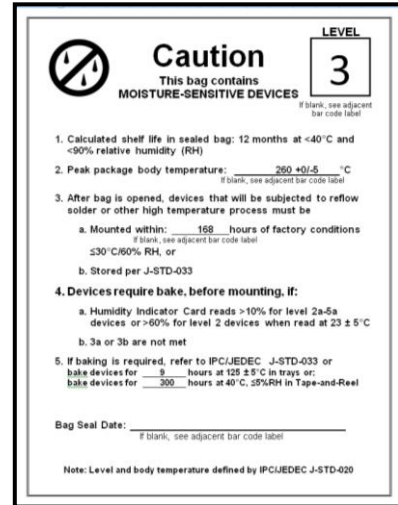 LEVEL
3
If blank, see adjacent
bar code label
Caution
This bag contains
MOISTURE-SENSITIVE DEVICES
1. Calculated shelf life in sealed bag: 12 months at <40°C and
<90% relative humidity (RH)
2. Peak package body temperature: 260 +0/-5 °C
If blank, see adjacent bar code label
3. After bag is opened, devices that will be subjected to reflow
solder or other high temperature process must be
a. Mounted within: 168 hours of factory conditions
If blank, see adjacent bar code label
≤30°C/60% RH, or
b. Stored per J-STD-033
4. Devices require bake, before mounting, if:
a. Humidity Indicator Card reads >10% for level 2a-5a
devices or >60% for level 2 devices when read at 23 ± 5°C
b. 3a or 3b are not met
5. If baking is required, refer to IPC/JEDEC J-STD-033 or
bake devices for 9 hours at 125 ± 5°C in trays or;
bake devices for 300 hours at 40°C, ≤5%RH in Tape-and-Reel
Bag Seal Date:
If blank, see adjacent bar code label
Note: Level and body temperature defined by IPC/JEDEC J-STD-020